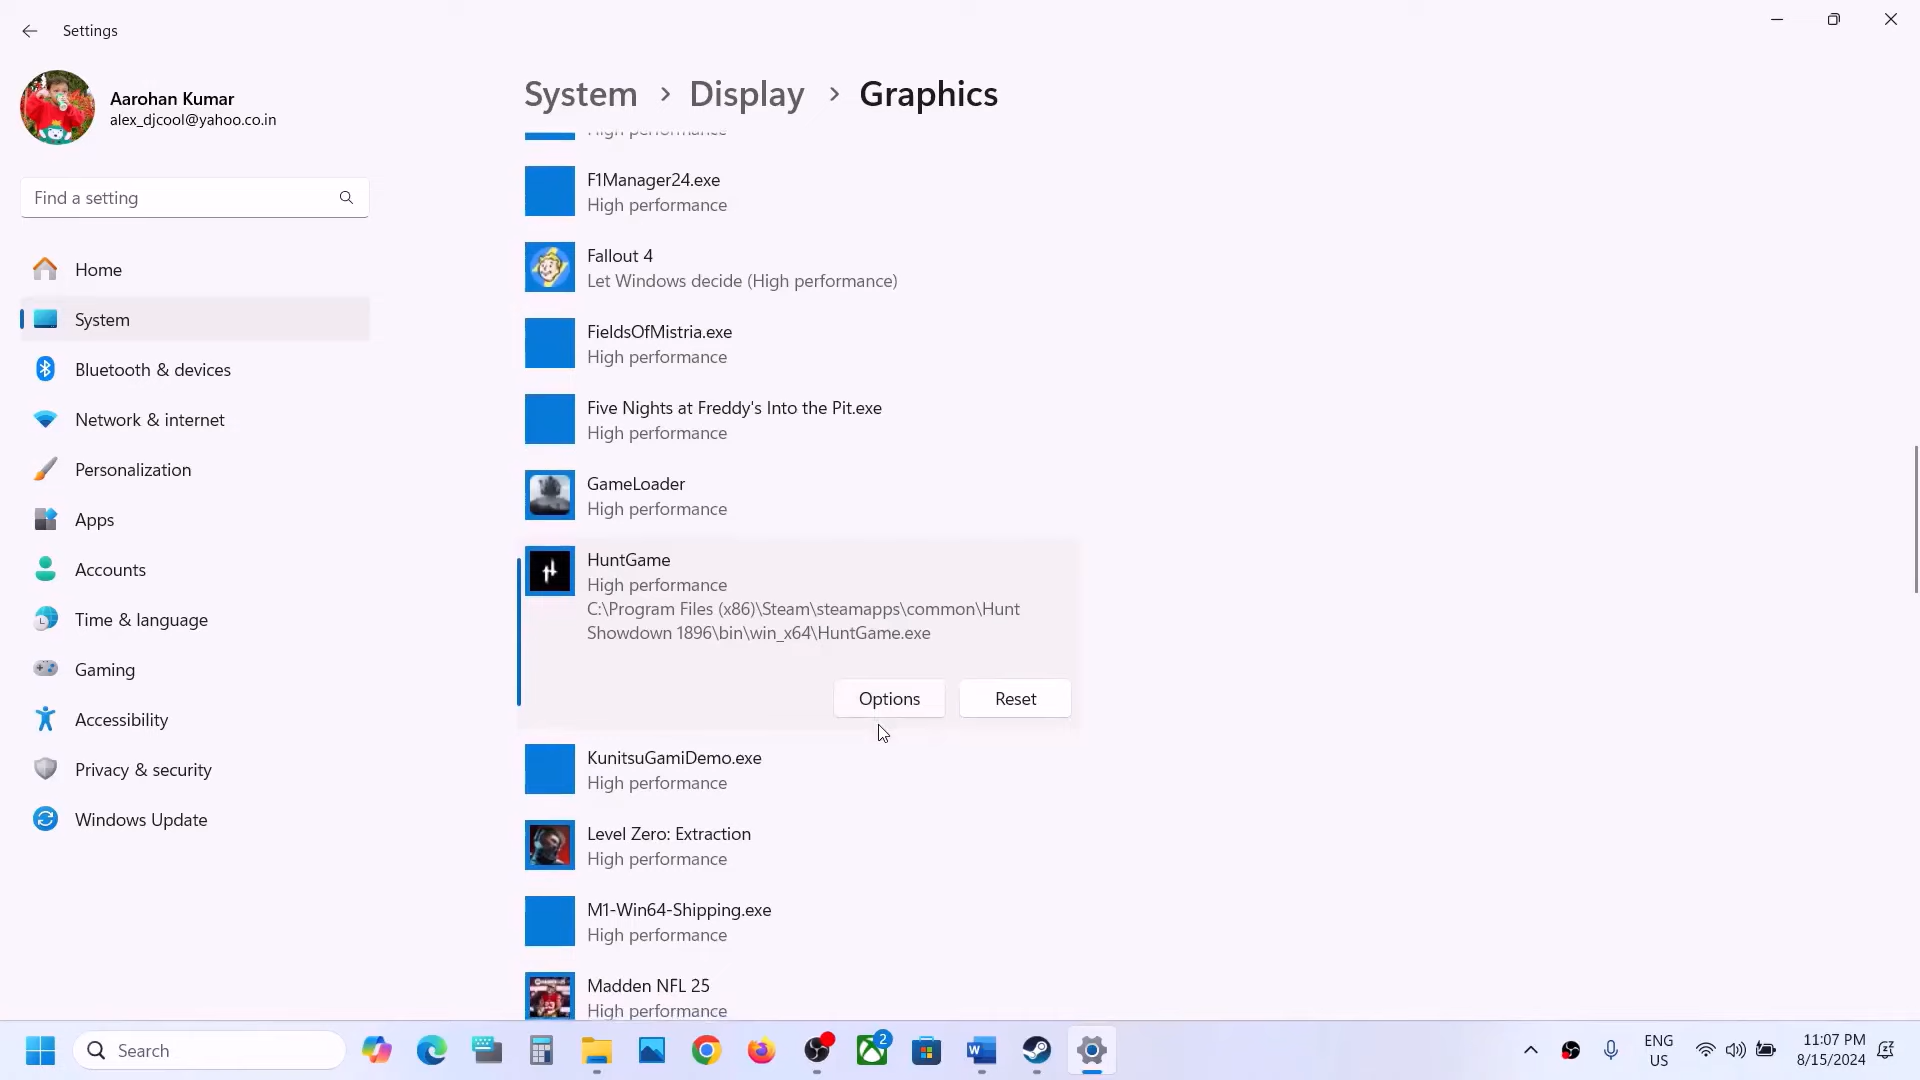 Settings
Aarohan Kumar
alex_djcool@yahoo.co.in
Find a setting
Home
System
Bluetooth & devices
Network & internet
Personalization
Apps
Accounts
Time & language
Gaming
Accessibility
Privacy & security
Windows Update
System > Display > Graphics
High performance
F1Manager24.exe
High performance
Fallout 4
Let Windows decide (High performance)
FieldsOfMistria.exe
High performance
Five Nights at Freddy's Into the Pit.exe
High performance
GameLoader
High performance
HuntGame
High performance
C:\Program Files (x86)\Steam\steamapps\common\Hunt
Showdown 1896\bin\win_x64\HuntGame.exe
Options
Reset
KunitsuGamiDemo.exe
High performance
Level Zero: Extraction
High performance
M1-Win64-Shipping.exe
High performance
Madden NFL 25
High performance
Search
2
ENG
US
11:07 PM
8/15/2024